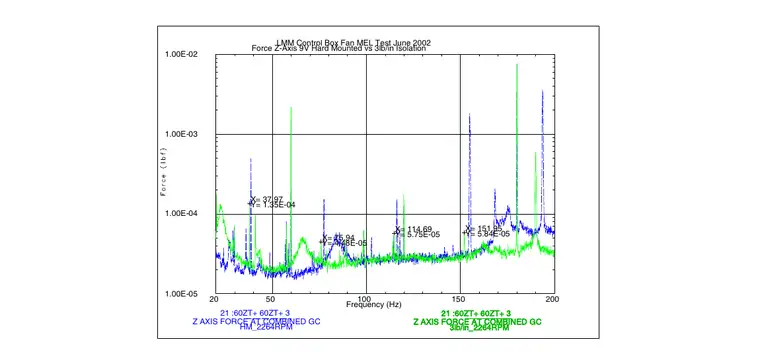 LMM Control Box Fan MEL Test June 2002
Force Z-Axis 9V Hard Mounted vs 3lb/in Isolation
1.00E-02
1.00E-03
Force (lbf)
X= 37.97
Y= 1.35E-04
1.00E-04
X= 114.69
Y= 5.75E-05
X= 151.95
Y= 5.84E-05
1.00E-05
20
50
100
150
200
Frequency (Hz)
21 :60ZT+ 60ZT+ 3
Z AXIS FORCE AT COMBINED GC
HM_2264RPM
21 :60ZT+ 60ZT+ 3
Z AXIS FORCE AT COMBINED GC
3lb/in_2264RPM